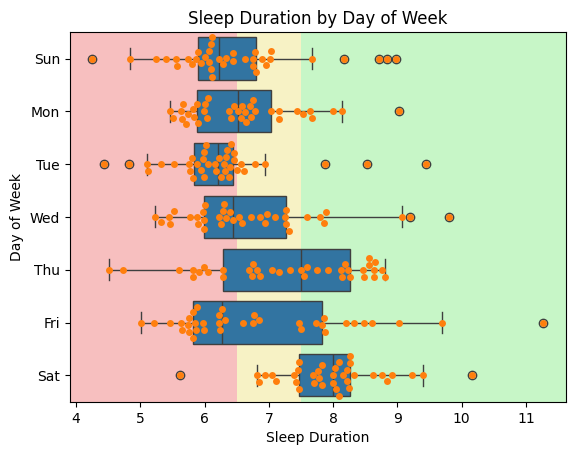 Sleep Duration by Day of Week
Day of Week
Sun
Mon
Tue
Wed
Thu
Fri
Sat
4 5 6 7 8 9 10 11
Sleep Duration